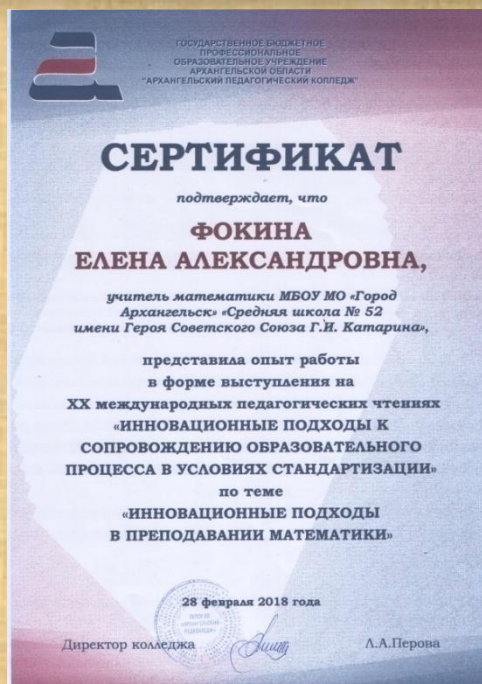 ГОСУДАРСТВЕННОЕ БЮДЖЕТНОЕ
ПРОФЕССИОНАЛЬНОЕ
ОБРАЗОВАТЕЛЬНОЕ УЧРЕЖДЕНИЕ
АРХАНГЕЛЬСКОЙ ОБЛАСТИ
"АРХАНГЕЛЬСКИЙ ПЕДАГОГИЧЕСКИЙ КОЛЛЕДЖ"
СЕРТИФИКАТ
подтверждает, что
ФОКИНА
ЕЛЕНА АЛЕКСАНДРОВНА,
учитель математики МБОУ МО «Город
Архангельск» «Средняя школа № 52
имени Героя Советского Союза Г.И. Катарина»,
представила опыт работы
в форме выступления на
XX международных педагогических чтениях
«ИННОВАЦИОННЫЕ ПОДХОДЫ К
СОПРОВОЖДЕНИЮ ОБРАЗОВАТЕЛЬНОГО
ПРОЦЕССА В УСЛОВИЯХ СТАНДАРТИЗАЦИИ»
по теме
«ИННОВАЦИОННЫЕ ПОДХОДЫ
В ПРЕПОДАВАНИИ МАТЕМАТИКИ»
28 февраля 2018 года
Директор колледжа
Л.А.Перова